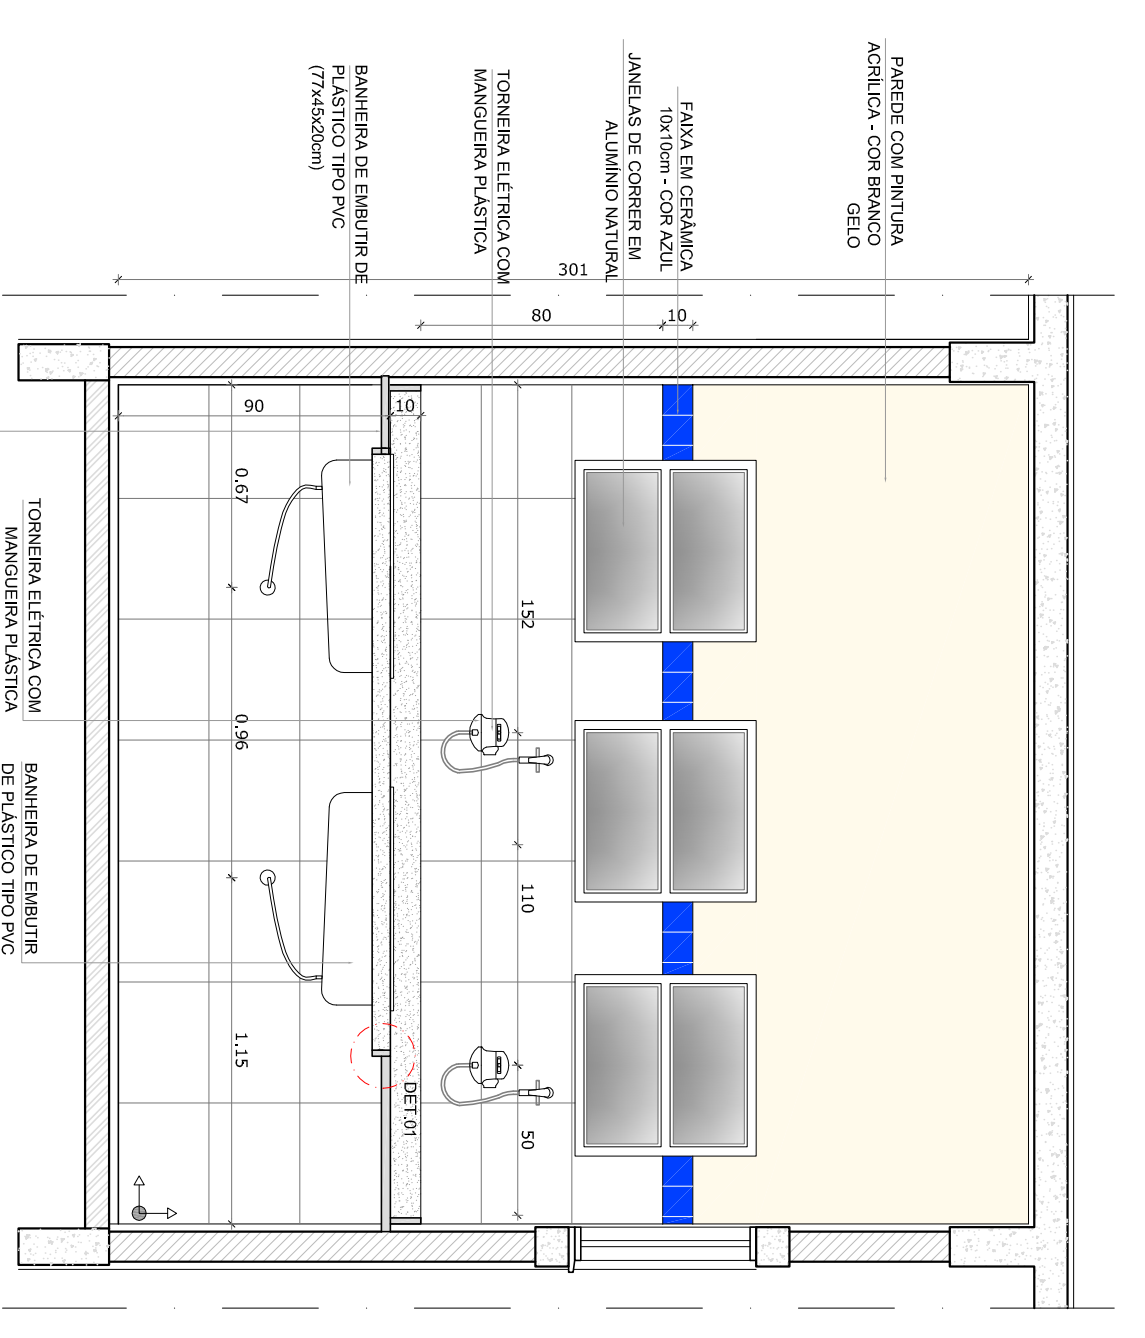 PAREDE COM PINTURA
ACRÍLICA - COR BRANCO
GELO
FAIXA EM CERÂMICA
10x10cm - COR AZUL
JANELAS DE CORRER EM
ALUMÍNIO NATURAL
TORNEIRA ELÉTRICA COM
MANGUEIRA PLÁSTICA
BANHEIRA DE EMBUTIR DE
PLÁSTICO TIPO PVC
(77x45x20cm)
301
80
10
90
10
152
110
50
0.67
0.96
1.15
DET.01
TORNEIRA ELÉTRICA COM
MANGUEIRA PLÁSTICA
BANHEIRA DE EMBUTIR
DE PLÁSTICO TIPO PVC